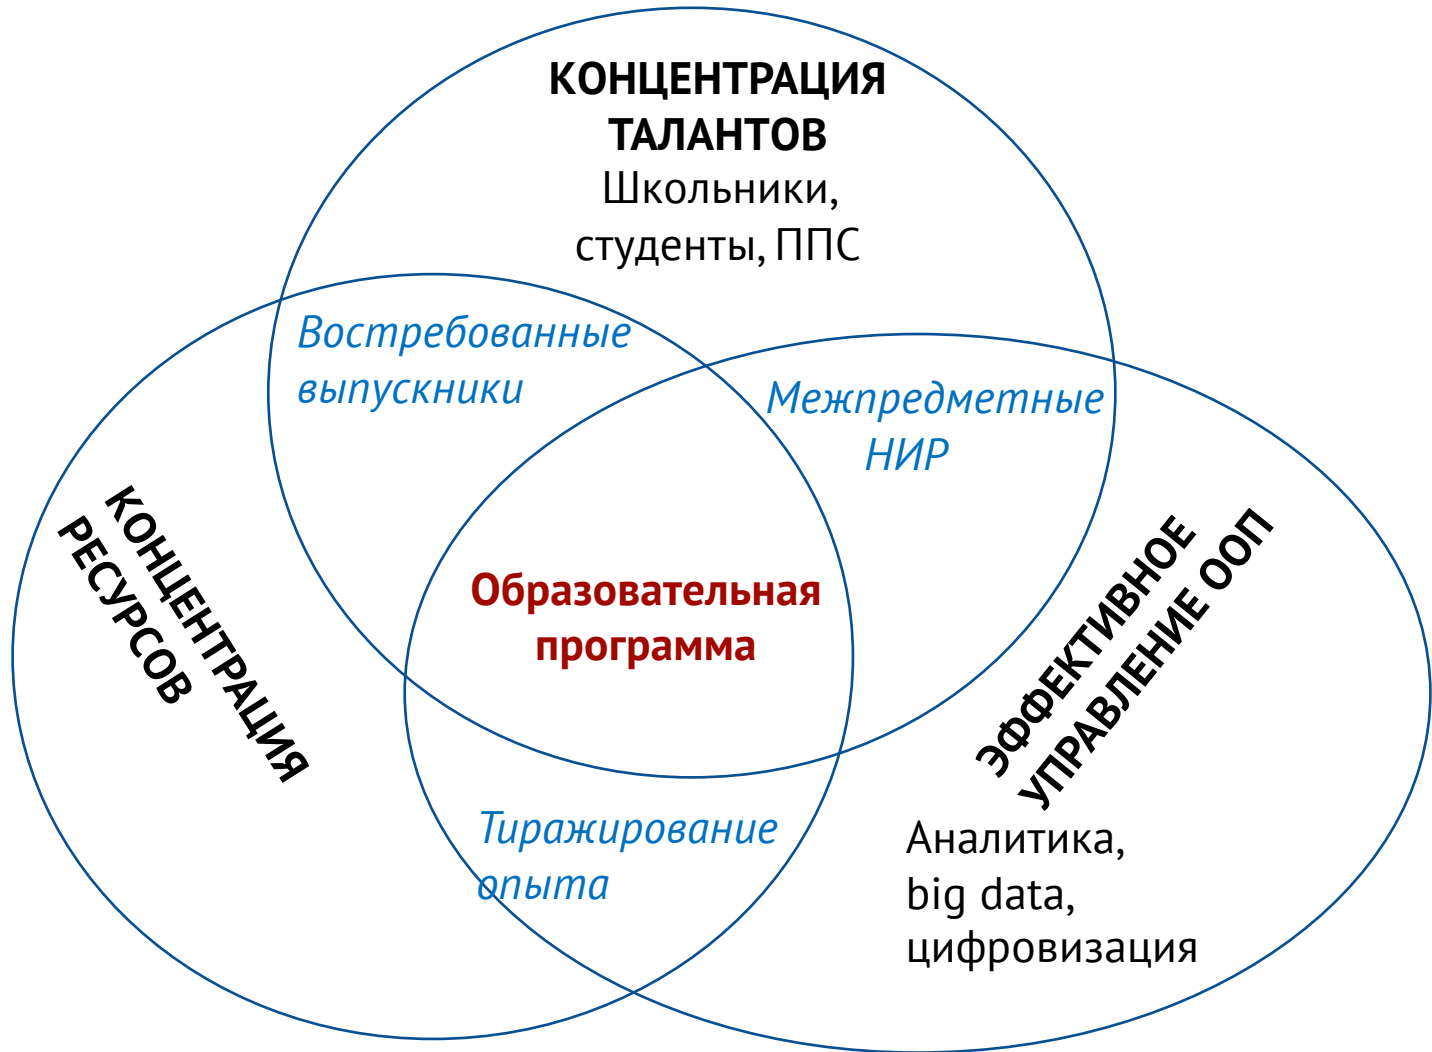 КОНЦЕНТРАЦИЯ
ТАЛАНТОВ
Школьники,
студенты, ППС
Востребованные
выпускники
Межпредметные
НИР
КОНЦЕНТРАЦИЯ
РЕСУРСОВ
Образовательная
программа
ЭФФЕКТИВНОЕ
УПРАВЛЕНИЕ ООП
Тиражирование
опыта
Аналитика,
big data,
цифровизация